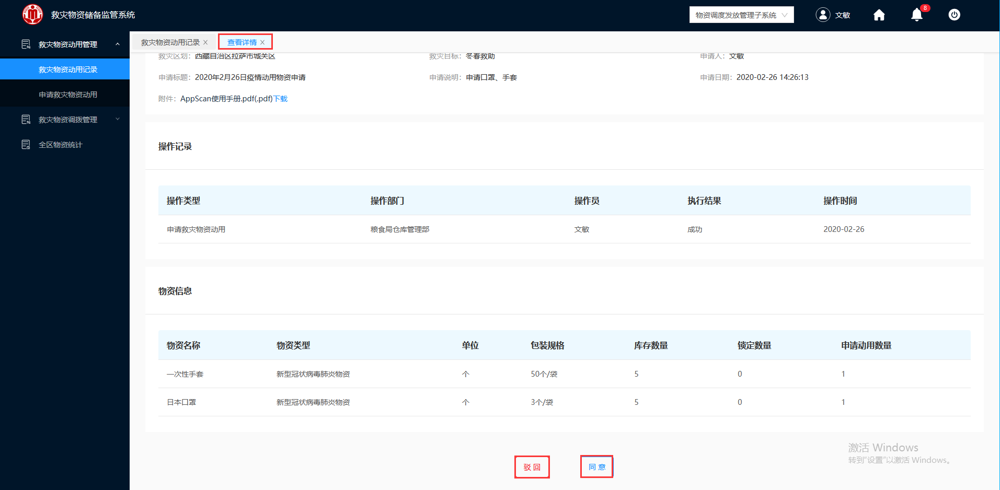 救灾物资储备监管系统
物资调度发放管理子系统
文敏
8
救灾物资动用管理
救灾物资动用记录
申请救灾物资动用
救灾物资调拨管理
全区物资统计
救灾物资动用记录
查看详情
救灾区划：西藏自治区拉萨市城关区
救灾目标：冬春救助
申请人：文敏
申请标题：2020年2月26日疫情动用物资申请
申请说明：申请口罩、手套
申请日期：2020-02-26 14:26:13
附件：AppScan使用手册.pdf(.pdf)下载
操作记录
操作类型 操作部门 操作员 执行结果 操作时间
申请救灾物资动用 粮食局仓库管理部 文敏 成功 2020-02-26
物资信息
物资名称 物资类型 单位 包装规格 库存数量 锁定数量 申请动用数量
一次性手套 新型冠状病毒肺炎物资 个 50个/袋 5 0 1
日本口罩 新型冠状病毒肺炎物资 个 3个/袋 5 0 1
驳 回
同 意
激活 Windows
转到"设置"以激活 Windows。